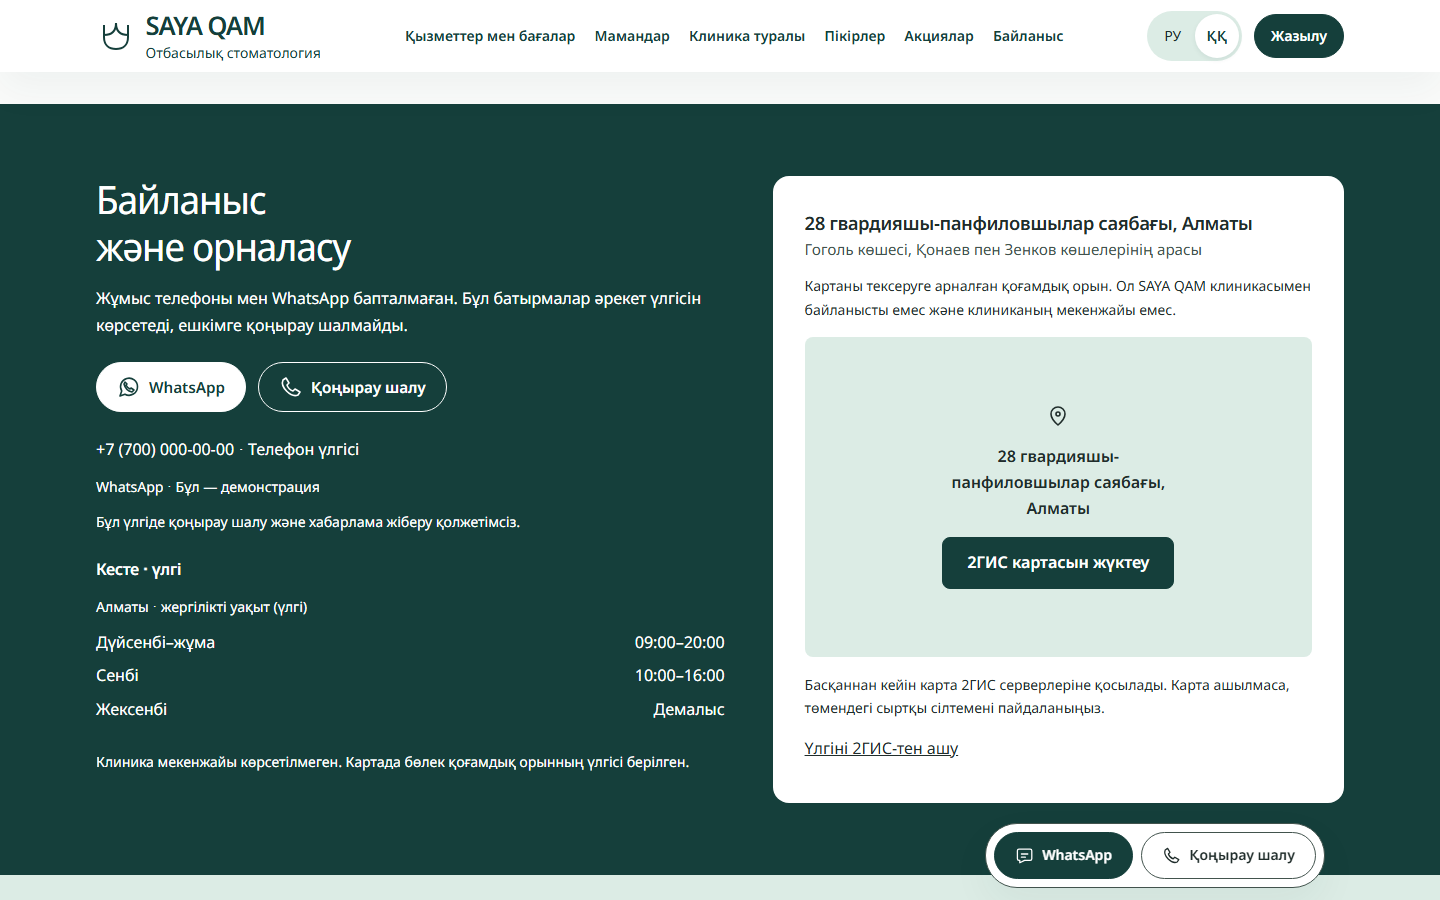 SAYA QAM
Отбасылық стоматология
Қызметтер мен бағалар
Мамандар
Клиника туралы
Пікірлер
Акциялар
Байланыс
РУ
ҚҚ
Жазылу
Байланыс
және орналасу
Жұмыс телефоны мен WhatsApp бапталмаған. Бұл батырмалар әрекет үлгісін
көрсетеді, ешкімге қоңырау шалмайды.
WhatsApp
Қоңырау шалу
+7 (700) 000-00-00 · Телефон үлгісі
WhatsApp · Бұл — демонстрация
Бұл үлгіде қоңырау шалу және хабарлама жіберу қолжетімсіз.
Кесте · үлгі
Алматы · жергілікті уақыт (үлгі)
Дүйсенбі–жұма 09:00–20:00
Сенбі 10:00–16:00
Жексенбі Демалыс
Клиника мекенжайы көрсетілмеген. Картада бөлек қоғамдық орынның үлгісі берілген.
28 гвардияшы-панфиловшылар саябағы, Алматы
Гоголь көшесі, Қонаев пен Зенков көшелерінің арасы
Картаны тексеруге арналған қоғамдық орын. Ол SAYA QAM клиникасымен
байланысты емес және клиниканың мекенжайы емес.
28 гвардияшы-
панфиловшылар саябағы,
Алматы
2ГИС картасын жүктеу
Басқаннан кейін карта 2ГИС серверлеріне қосылады. Карта ашылмаса,
төмендегі сыртқы сілтемені пайдаланыңыз.
Үлгіні 2ГИС-тен ашу
WhatsApp
Қоңырау шалу